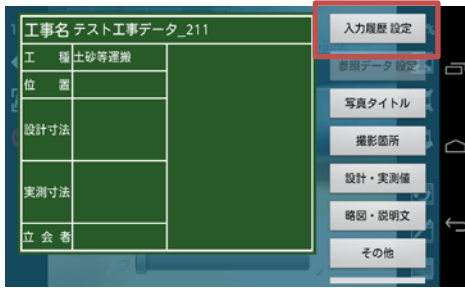 工事名 テスト工事データ_211
工 種 土砂等運搬
位 置
設計寸法
実測寸法
立 会 者
入力履歴 設定
参照データ 設定
写真タイトル
撮影箇所
設計・実測値
略図・説明文
その他